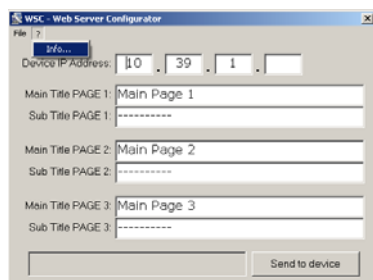 WSC - Web Server Configurator
File ?
Info...
Device IP Address: 10 . 39 . 1 .
Main Title PAGE 1: Main Page 1
Sub Title PAGE 1: ----------
Main Title PAGE 2: Main Page 2
Sub Title PAGE 2: ----------
Main Title PAGE 3: Main Page 3
Sub Title PAGE 3: ----------
Send to device